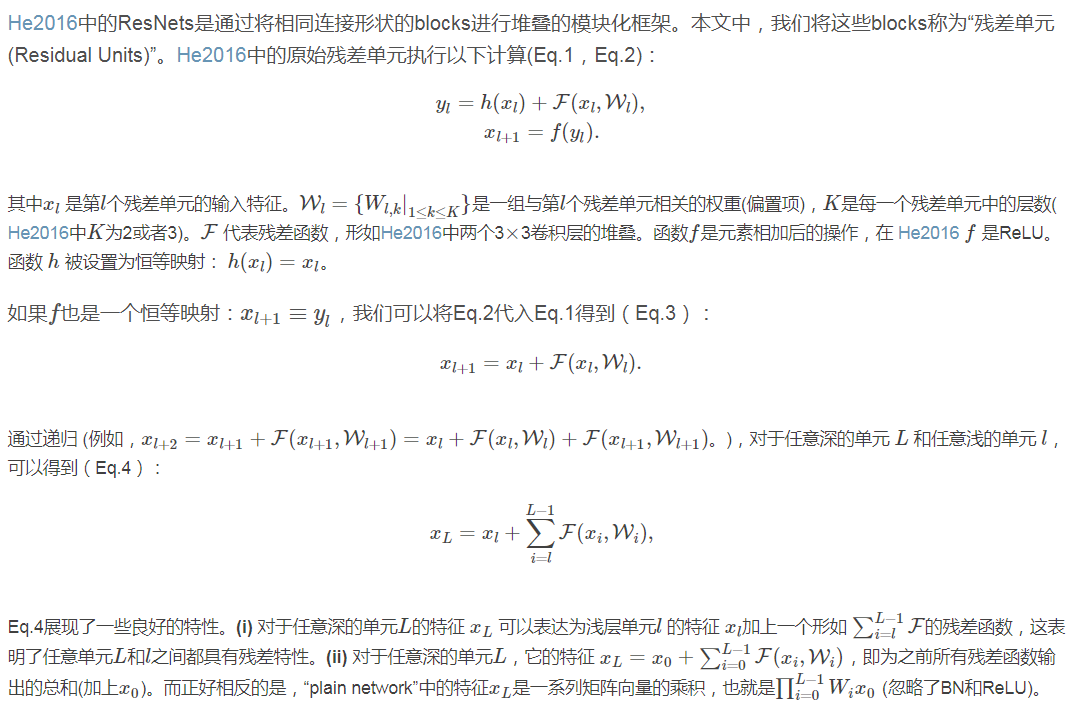 He2016中的ResNets是通过将相同连接形状的blocks进行堆叠的模块化框架。本文中，我们将这些blocks称为“残差单元
(Residual Units)”。He2016中的原始残差单元执行以下计算(Eq.1，Eq.2)：
$y_l = h(x_l) + \mathcal{F}(x_l, \mathcal{W}_l),$
$x_{l+1} = f(y_l).$
其中$x_l$ 是第$l$个残差单元的输入特征。$\mathcal{W}_l = \{W_{l,k}|_{1 \leq k \leq K}\}$是一组与第$l$个残差单元相关的权重(偏置项)，$K$是每一个残差单元中的层数(
He2016中$K$为2或者3)。$\mathcal{F}$ 代表残差函数，形如He2016中两个3×3卷积层的堆叠。函数$f$是元素相加后的操作，在 He2016 $f$ 是ReLU。
函数 $h$ 被设置为恒等映射： $h(x_l) = x_l$。
如果$f$也是一个恒等映射：$x_{l+1} \equiv y_l$，我们可以将Eq.2代入Eq.1得到（Eq.3）：
$x_{l+1} = x_l + \mathcal{F}(x_l, \mathcal{W}_l).$
通过递归 (例如，$x_{l+2} = x_{l+1} + \mathcal{F}(x_{l+1}, \mathcal{W}_{l+1}) = x_l + \mathcal{F}(x_l, \mathcal{W}_l) + \mathcal{F}(x_{l+1}, \mathcal{W}_{l+1})$。)，对于任意深的单元 $L$ 和任意浅的单元 $l$，
可以得到（Eq.4）：
$x_L = x_l + \sum_{i=l}^{L-1} \mathcal{F}(x_i, \mathcal{W}_i),$
Eq.4展现了一些良好的特性。(i) 对于任意深的单元$L$的特征 $x_L$ 可以表达为浅层单元$l$ 的特征 $x_l$加上一个形如 $\sum_{i=l}^{L-1} \mathcal{F}$的残差函数，这表
明了任意单元$L$和$l$之间都具有残差特性。(ii) 对于任意深的单元$L$，它的特征 $x_L = x_0 + \sum_{i=0}^{L-1} \mathcal{F}(x_i, \mathcal{W}_i)$，即为之前所有残差函数输
出的总和(加上$x_0$)。而正好相反的是，“plain network”中的特征$x_L$是一系列矩阵向量的乘积，也就是$\prod_{i=0}^{L-1} W_i x_0$ (忽略了BN和ReLU)。